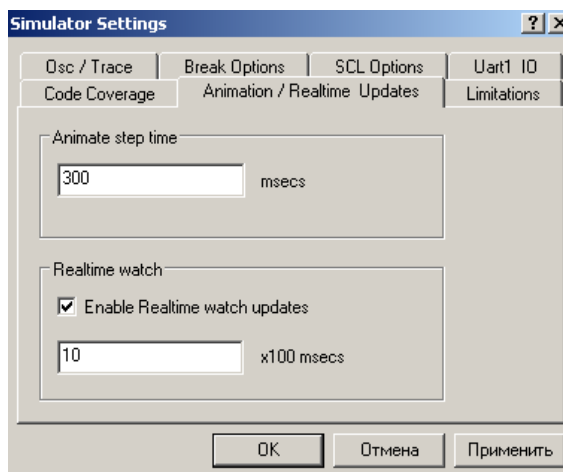 Simulator Settings
Osc / Trace Break Options SCL Options Uart1 IO
Code Coverage Animation / Realtime Updates Limitations
Animate step time
300 msecs
Realtime watch
Enable Realtime watch updates
10 x100 msecs
OK Отмена Применить